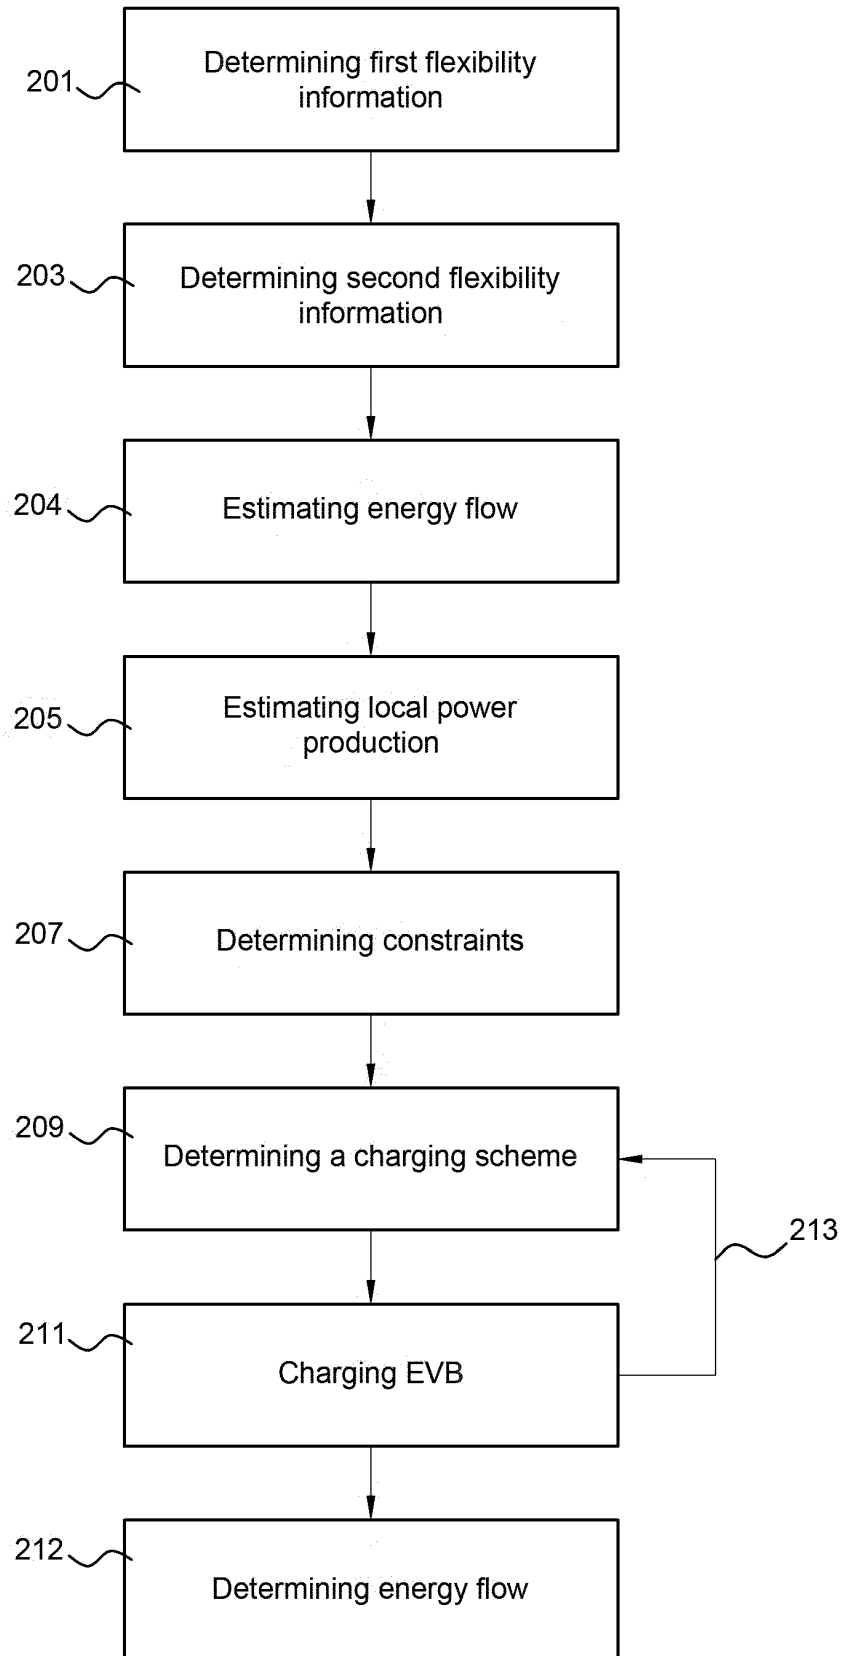 201
Determining first flexibility
information
203
Determining second flexibility
information
204
Estimating energy flow
205
Estimating local power
production
207
Determining constraints
209
Determining a charging scheme
213
211
Charging EVB
212
Determining energy flow